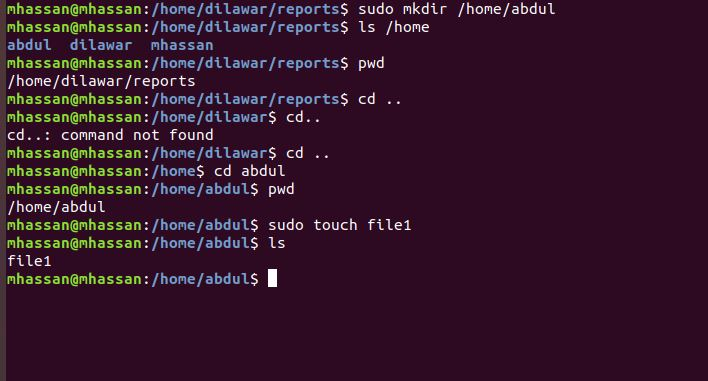 mhassan@mhassan:/home/dilawar/reports$ sudo mkdir /home/abdul
mhassan@mhassan:/home/dilawar/reports$ ls /home
abdul  dilawar  mhassan
mhassan@mhassan:/home/dilawar/reports$ pwd
/home/dilawar/reports
mhassan@mhassan:/home/dilawar/reports$ cd ..
mhassan@mhassan:/home/dilawar$ cd..
cd..: command not found
mhassan@mhassan:/home/dilawar$ cd ..
mhassan@mhassan:/home$ cd abdul
mhassan@mhassan:/home/abdul$ pwd
/home/abdul
mhassan@mhassan:/home/abdul$ sudo touch file1
mhassan@mhassan:/home/abdul$ ls
file1
mhassan@mhassan:/home/abdul$